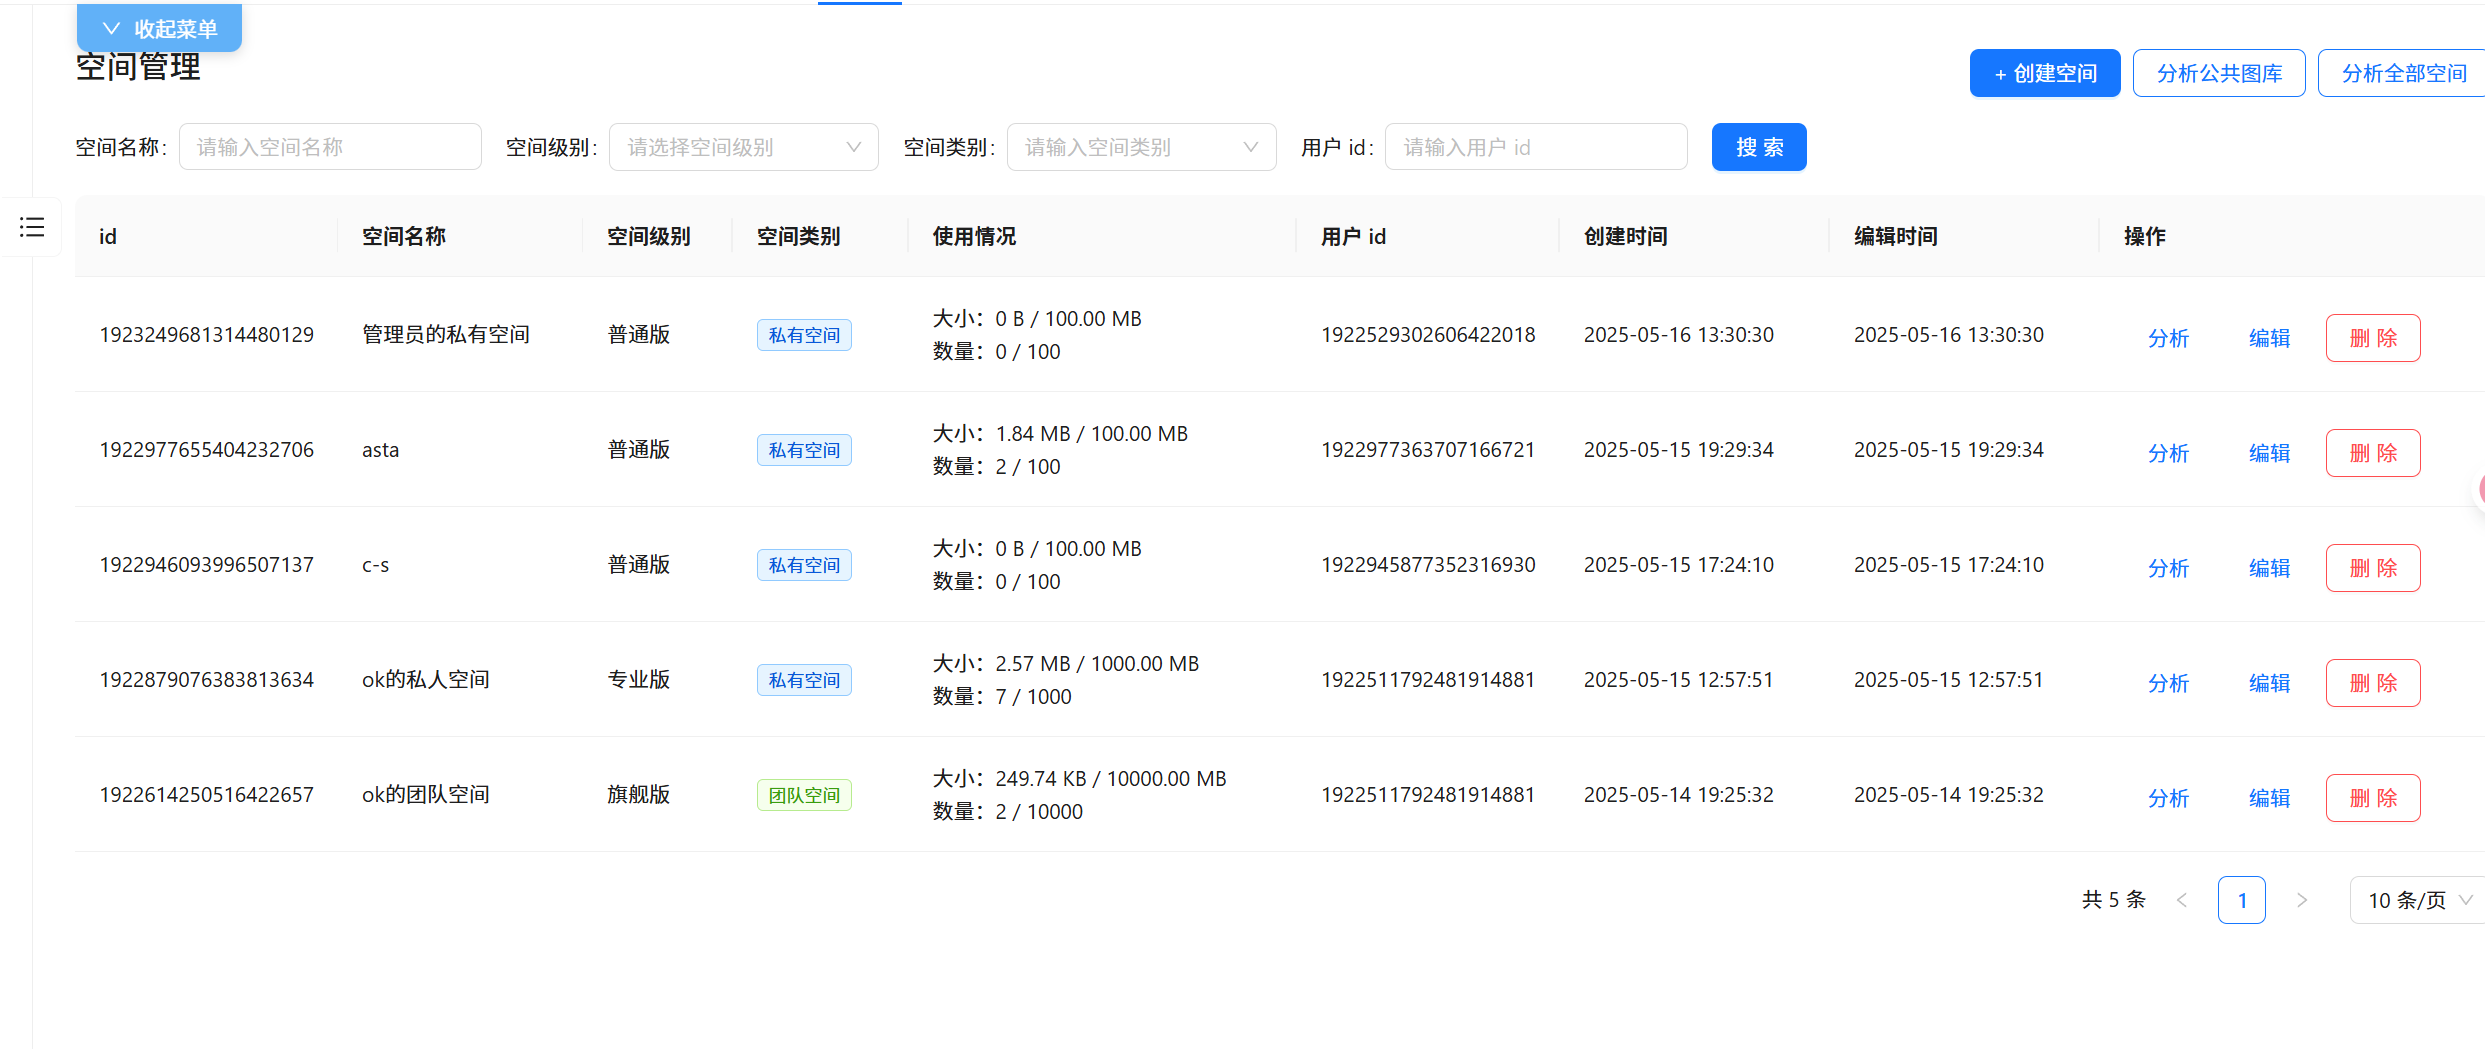 收起菜单
空间管理
+ 创建空间 分析公共图库 分析全部空间
空间名称: 请输入空间名称 空间级别: 请选择空间级别 空间类别: 请输入空间类别 用户 id: 请输入用户 id 搜 索
id 空间名称 空间级别 空间类别 使用情况 用户 id 创建时间 编辑时间 操作
1923249681314480129 管理员的私有空间 普通版 私有空间 大小：0 B / 100.00 MB
数量：0 / 100 1922529302606422018 2025-05-16 13:30:30 2025-05-16 13:30:30 分析 编辑 删 除
1922977655404232706 asta 普通版 私有空间 大小：1.84 MB / 100.00 MB
数量：2 / 100 1922977363707166721 2025-05-15 19:29:34 2025-05-15 19:29:34 分析 编辑 删 除
1922946093996507137 c-s 普通版 私有空间 大小：0 B / 100.00 MB
数量：0 / 100 1922945877352316930 2025-05-15 17:24:10 2025-05-15 17:24:10 分析 编辑 删 除
1922879076383813634 ok的私人空间 专业版 私有空间 大小：2.57 MB / 1000.00 MB
数量：7 / 1000 1922511792481914881 2025-05-15 12:57:51 2025-05-15 12:57:51 分析 编辑 删 除
1922614250516422657 ok的团队空间 旗舰版 团队空间 大小：249.74 KB / 10000.00 MB
数量：2 / 10000 1922511792481914881 2025-05-14 19:25:32 2025-05-14 19:25:32 分析 编辑 删 除
共 5 条 < 1 > 10 条/页